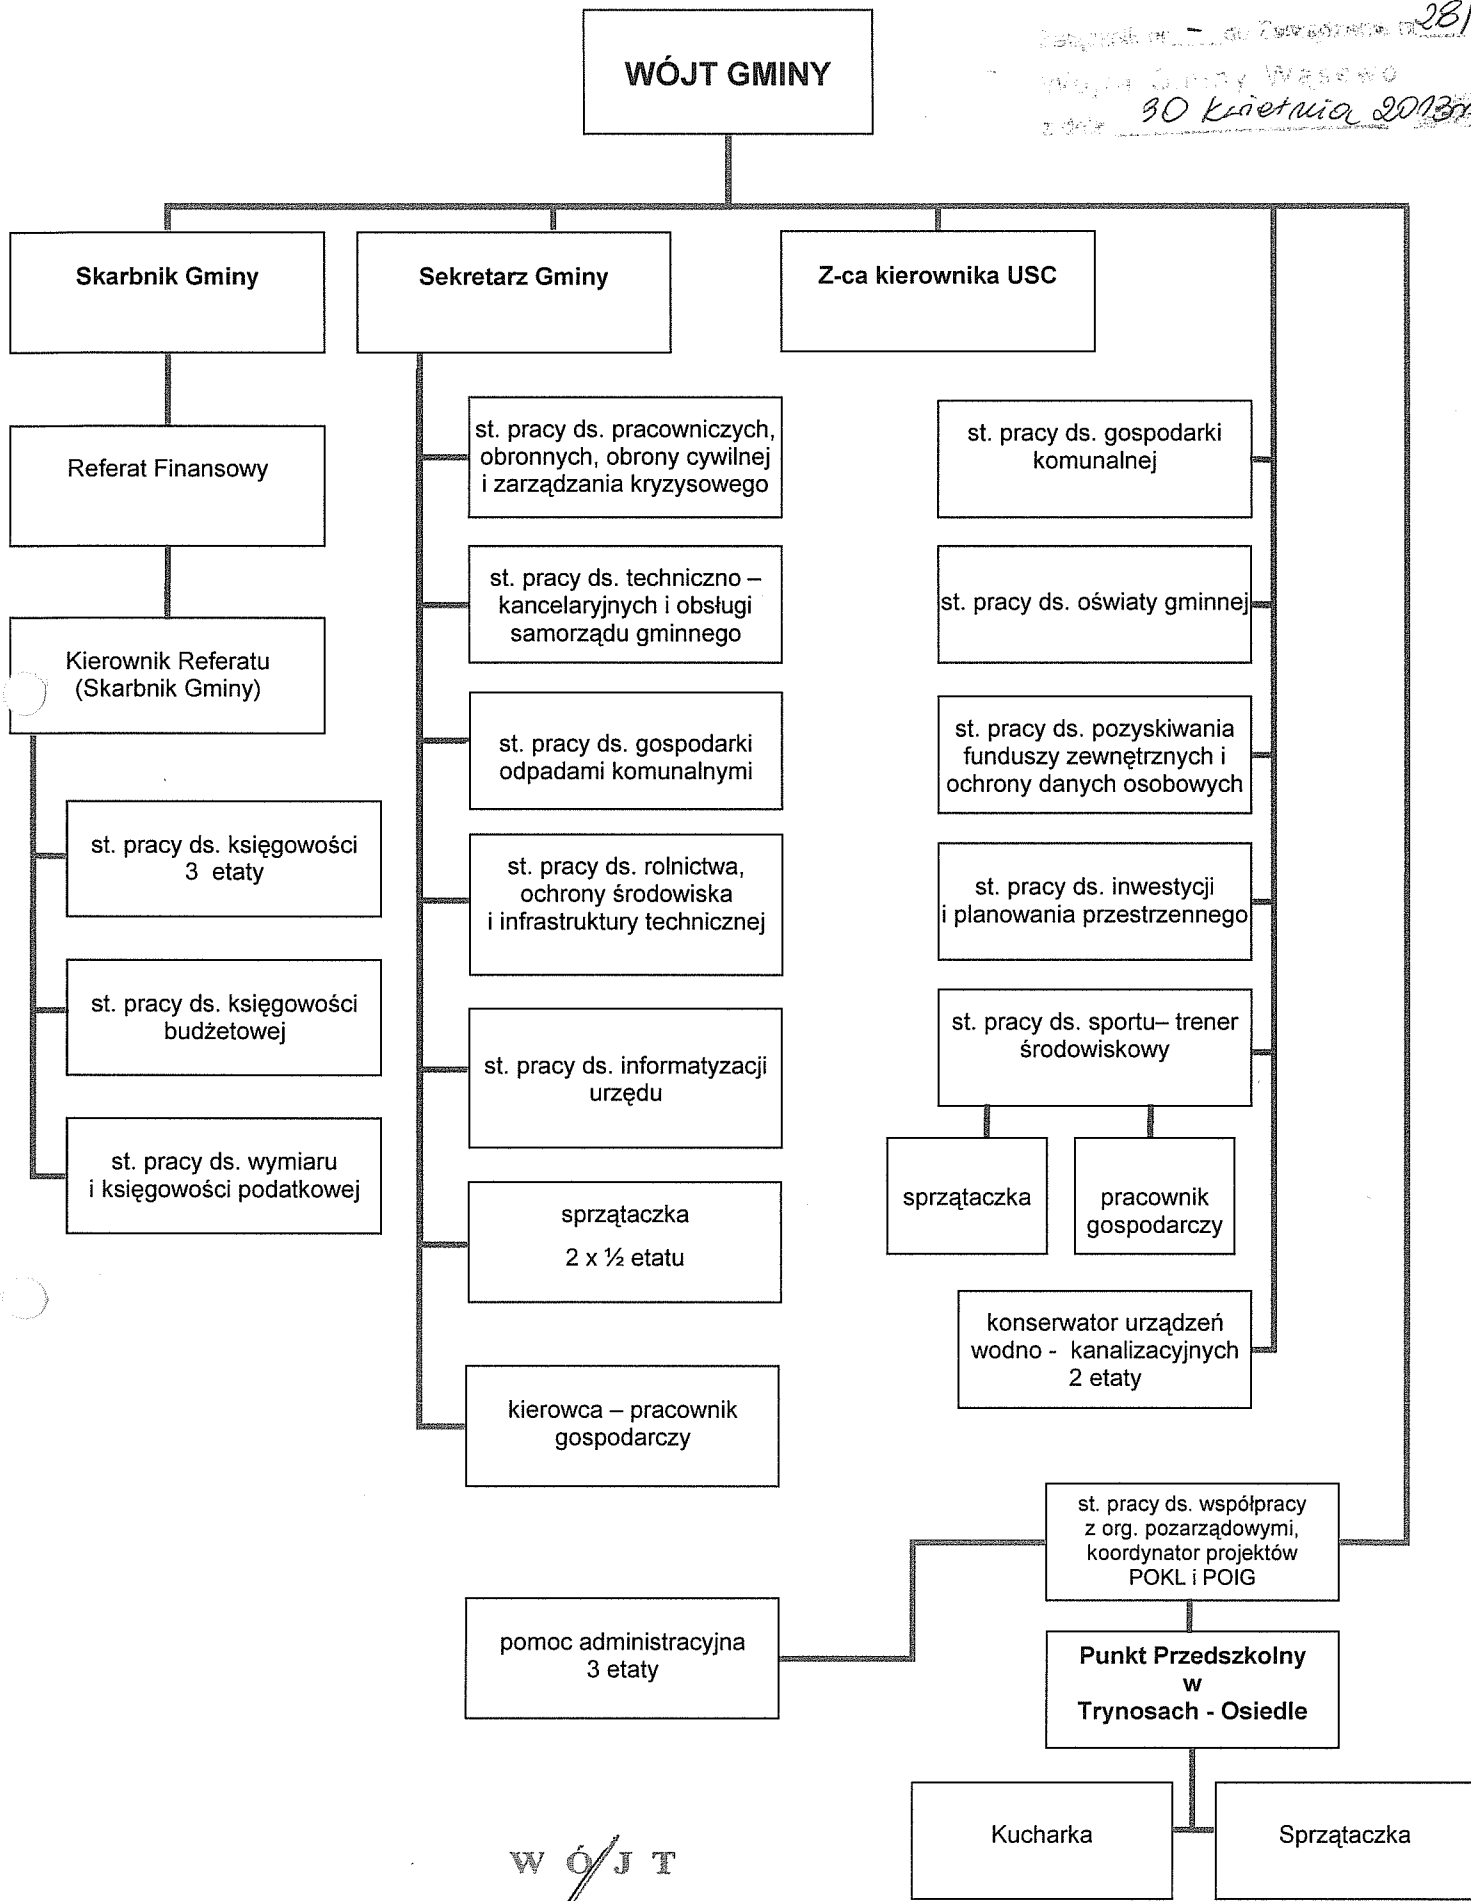 28/
Wójta Gminy Wąsewo
z dnia 30 kwietnia 2013r
WÓJT GMINY
Skarbnik Gminy
Sekretarz Gminy
Z-ca kierownika USC
Referat Finansowy
Kierownik Referatu
(Skarbnik Gminy)
st. pracy ds. księgowości
3 etaty
st. pracy ds. księgowości
budżetowej
st. pracy ds. wymiaru
i księgowości podatkowej
st. pracy ds. pracowniczych,
obronnych, obrony cywilnej
i zarządzania kryzysowego
st. pracy ds. techniczno –
kancelaryjnych i obsługi
samorządu gminnego
st. pracy ds. gospodarki
odpadami komunalnymi
st. pracy ds. rolnictwa,
ochrony środowiska
i infrastruktury technicznej
st. pracy ds. informatyzacji
urzędu
sprzątaczka
2 x ½ etatu
kierowca – pracownik
gospodarczy
st. pracy ds. gospodarki
komunalnej
st. pracy ds. oświaty gminnej
st. pracy ds. pozyskiwania
funduszy zewnętrznych i
ochrony danych osobowych
st. pracy ds. inwestycji
i planowania przestrzennego
st. pracy ds. sportu– trener
środowiskowy
sprzątaczka
pracownik
gospodarczy
konserwator urządzeń
wodno - kanalizacyjnych
2 etaty
st. pracy ds. współpracy
z org. pozarządowymi,
koordynator projektów
POKL i POIG
pomoc administracyjna
3 etaty
Punkt Przedszkolny
w
Trynosach - Osiedle
Kucharka
Sprzątaczka
W Ó J T